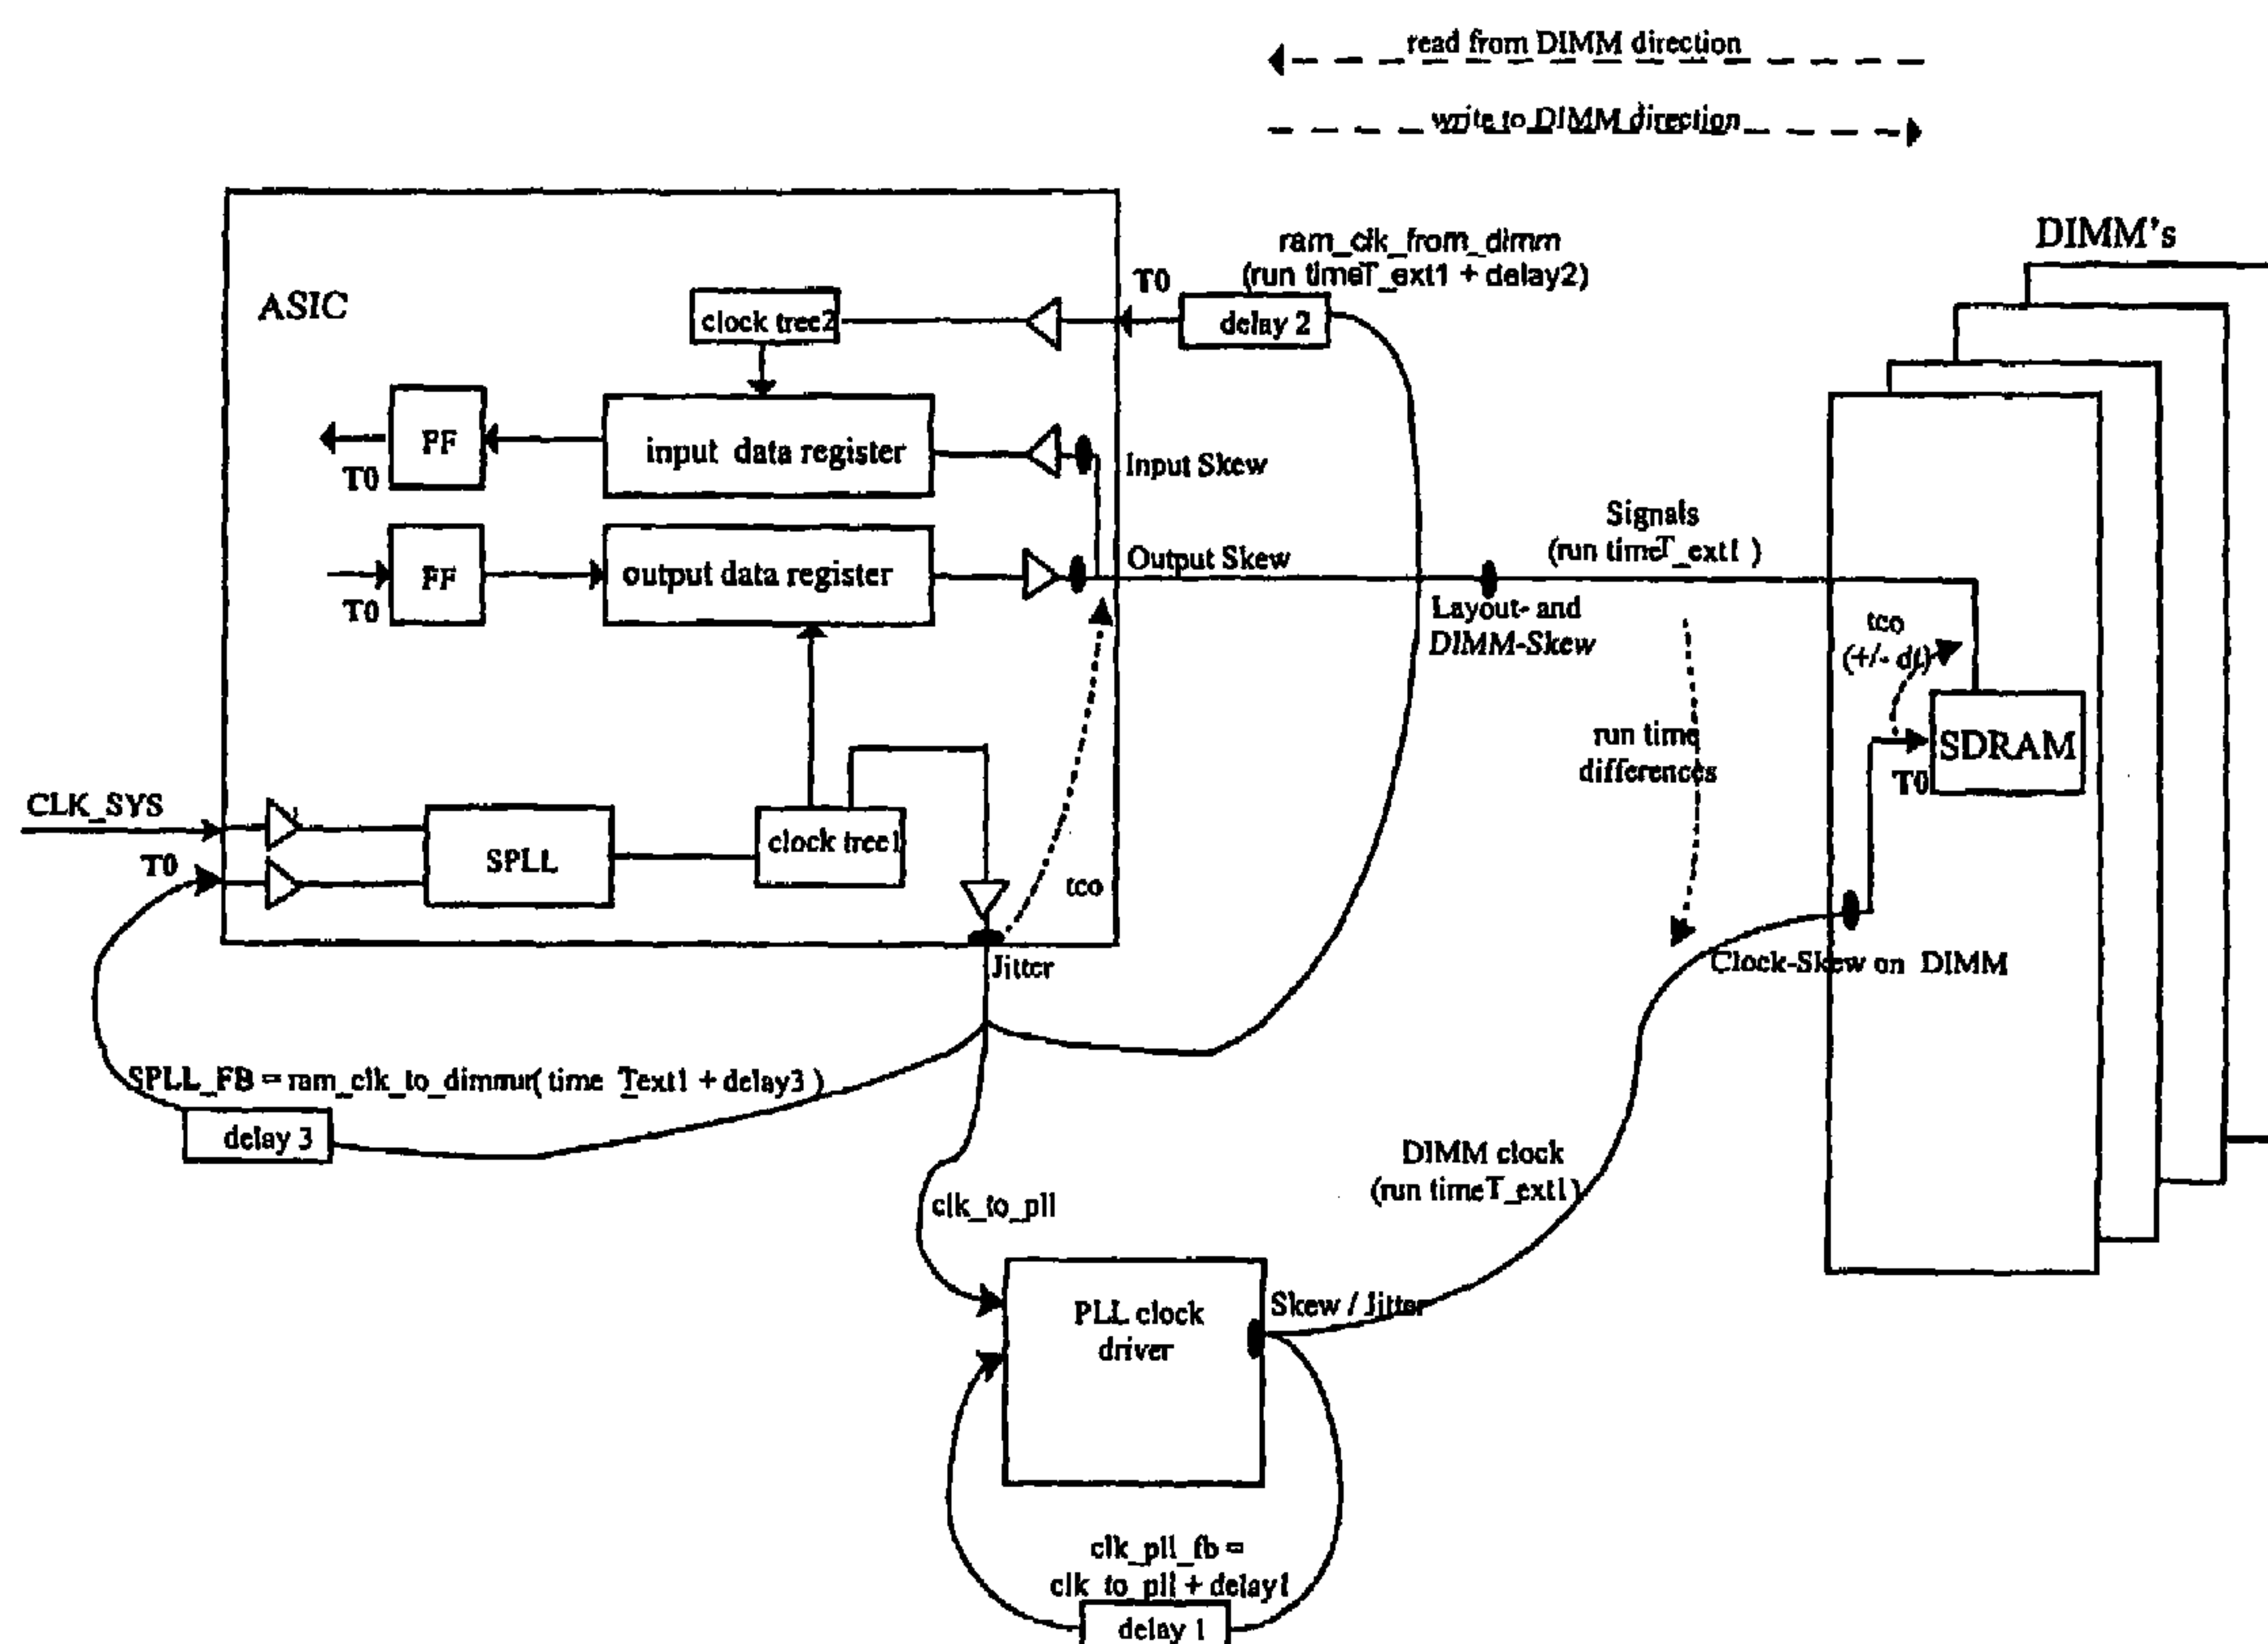 read from DIMM direction
write to DIMM direction
DIMM's
ram_clk_from_dimm
(run timeT_ext1 + delay2)
T0
ASIC
clock tree2
delay 2
FF
input data register
Input Skew
T0
Signals
(run timeT_ext1 )
Output Skew
FF
output data register
T0
Layout- and
DIMM-Skew
tco
(+/- dt)
run time
differences
SDRAM
T0
CLK_SYS
clock tree1
SPLL
T0
tco
Jitter
Clock-Skew on DIMM
SPLL_FB = ram_clk_to_dimmrur( time Text1 + delay3 )
delay 3
DIMM clock
(run timeT_ext1)
clk_to_pll
PLL clock
driver
Skew / Jitter
clk_pll_fb =
clk_to_pll + delay1
delay 1